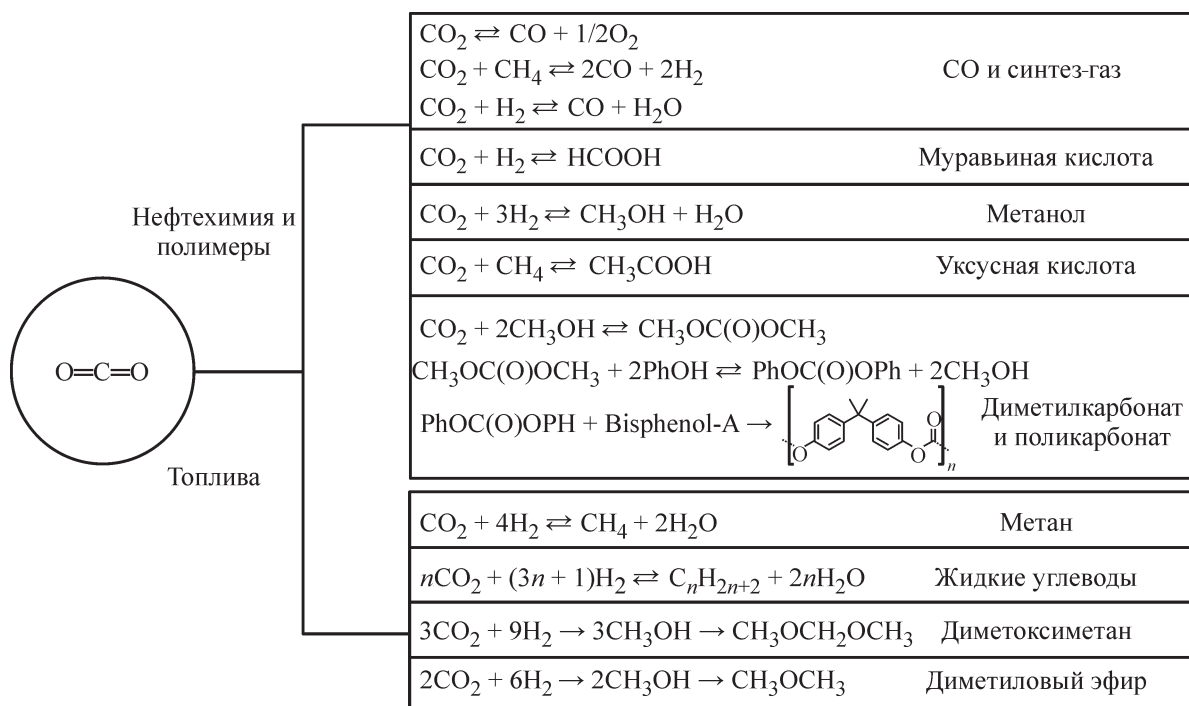 CO₂ ⇄ CO + 1/2O₂
CO₂ + CH₄ ⇄ 2CO + 2H₂
CO₂ + H₂ ⇄ CO + H₂O
CO и синтез-газ
CO₂ + H₂ ⇄ HCOOH
Муравьиная кислота
CO₂ + 3H₂ ⇄ CH₃OH + H₂O
Метанол
CO₂ + CH₄ ⇄ CH₃COOH
Уксусная кислота
CO₂ + 2CH₃OH ⇄ CH₃OC(O)OCH₃
CH₃OC(O)OCH₃ + 2PhOH ⇄ PhOC(O)OPh + 2CH₃OH
PhOC(O)OPH + Bisphenol-A →
O
O
O
n
Диметилкарбонат
и поликарбонат
Нефтехимия и
полимеры
O=C=O
Топлива
CO₂ + 4H₂ ⇄ CH₄ + 2H₂O
Метан
nCO₂ + (3n + 1)H₂ ⇄ CₙH₂ₙ₊₂ + 2nH₂O
Жидкие углеводы
3CO₂ + 9H₂ → 3CH₃OH → CH₃OCH₂OCH₃
Диметоксиметан
2CO₂ + 6H₂ → 2CH₃OH → CH₃OCH₃
Диметиловый эфир